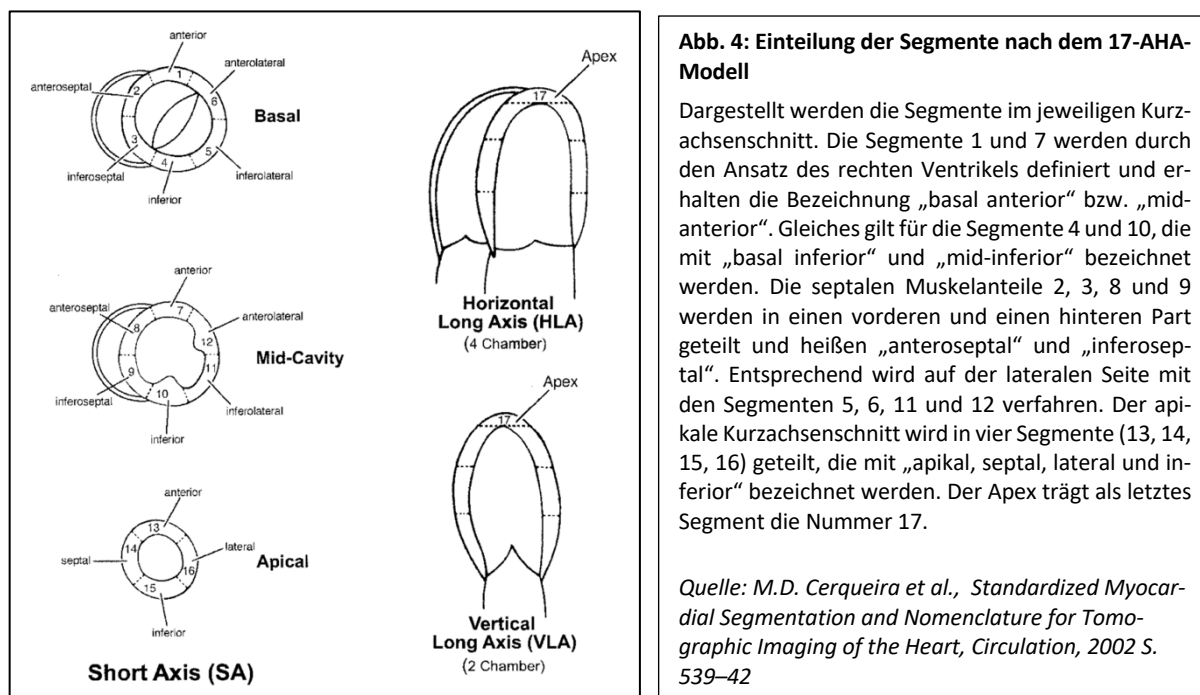 anterior
1
anterolateral
anteroseptal
2
6
Basal
3
5
4
inferoseptal
inferolateral
inferior
anterior
anteroseptal
7
anterolateral
8
12
Mid-Cavity
9
11
10
inferoseptal
inferolateral
inferior
anterior
13
14
lateral
Apical
septal
16
15
inferior
Short Axis (SA)
Apex
17
Horizontal
Long Axis (HLA)
(4 Chamber)
Apex
17
Vertical
Long Axis (VLA)
(2 Chamber)
Abb. 4: Einteilung der Segmente nach dem 17-AHA-
Modell
Dargestellt werden die Segmente im jeweiligen Kurz-
achsenschnitt. Die Segmente 1 und 7 werden durch
den Ansatz des rechten Ventrikels definiert und er-
halten die Bezeichnung „basal anterior“ bzw. „mid-
anterior“. Gleiches gilt für die Segmente 4 und 10, die
mit „basal inferior“ und „mid-inferior“ bezeichnet
werden. Die septalen Muskelanteile 2, 3, 8 und 9
werden in einen vorderen und einen hinteren Part
geteilt und heißen „anteroseptal“ und „inferosep-
tal“. Entsprechend wird auf der lateralen Seite mit
den Segmenten 5, 6, 11 und 12 verfahren. Der api-
kale Kurzachsenschnitt wird in vier Segmente (13, 14,
15, 16) geteilt, die mit „apikal, septal, lateral und in-
ferior“ bezeichnet werden. Der Apex trägt als letztes
Segment die Nummer 17.
Quelle: M.D. Cerqueira et al., Standardized Myocar-
dial Segmentation and Nomenclature for Tomo-
graphic Imaging of the Heart, Circulation, 2002 S.
539–42